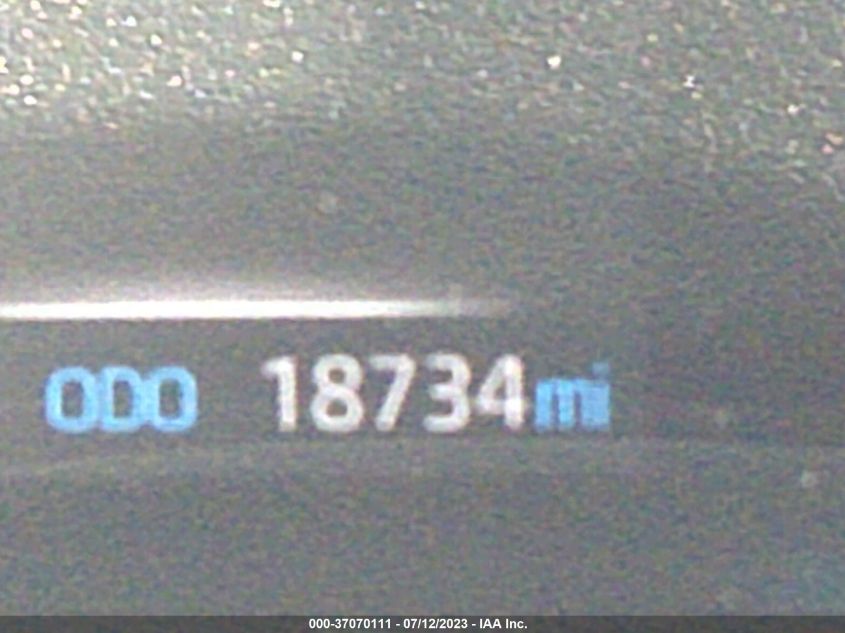 ODO 18734 mi
000-37070111 - 07/12/2023 - IAA Inc.